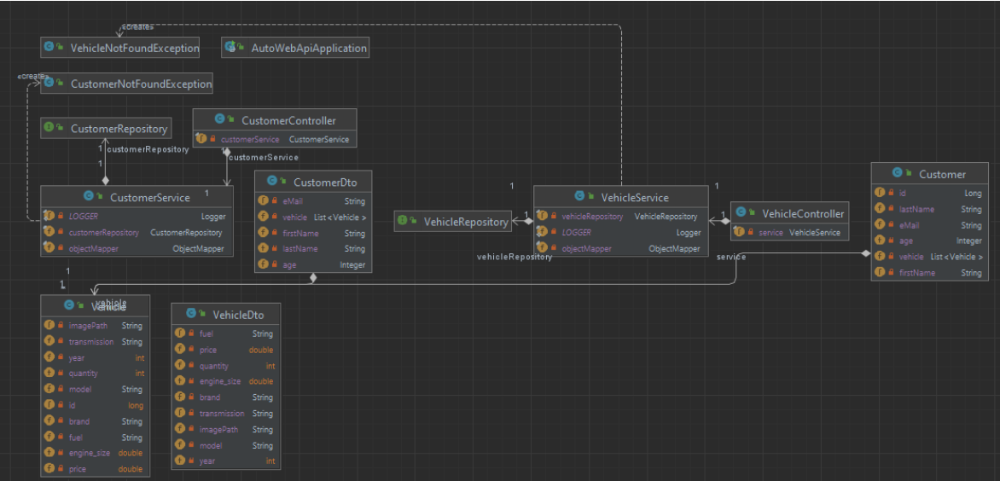 «create»
VehicleNotFoundException
AutoWebApiApplication
«create»
CustomerNotFoundException
CustomerRepository
1 customerRepository
1
CustomerController
customerService CustomerService
1
customerService
CustomerService
1
LOGGER Logger
customerRepository CustomerRepository
objectMapper ObjectMapper
CustomerDto
eMail String
vehicle List<Vehicle >
firstName String
lastName String
age Integer
VehicleRepository
1
1
vehicleRepository
VehicleService
vehicleRepository VehicleRepository
LOGGER Logger
objectMapper ObjectMapper
1
1
service
VehicleController
service VehicleService
Customer
id Long
lastName String
eMail String
age Integer
vehicle List<Vehicle >
firstName String
1
1
vehicle
Vehicle
imagePath String
transmission String
year int
quantity int
model String
id long
brand String
fuel String
engine_size double
price double
VehicleDto
fuel String
price double
quantity int
engine_size double
brand String
transmission String
imagePath String
model String
year int